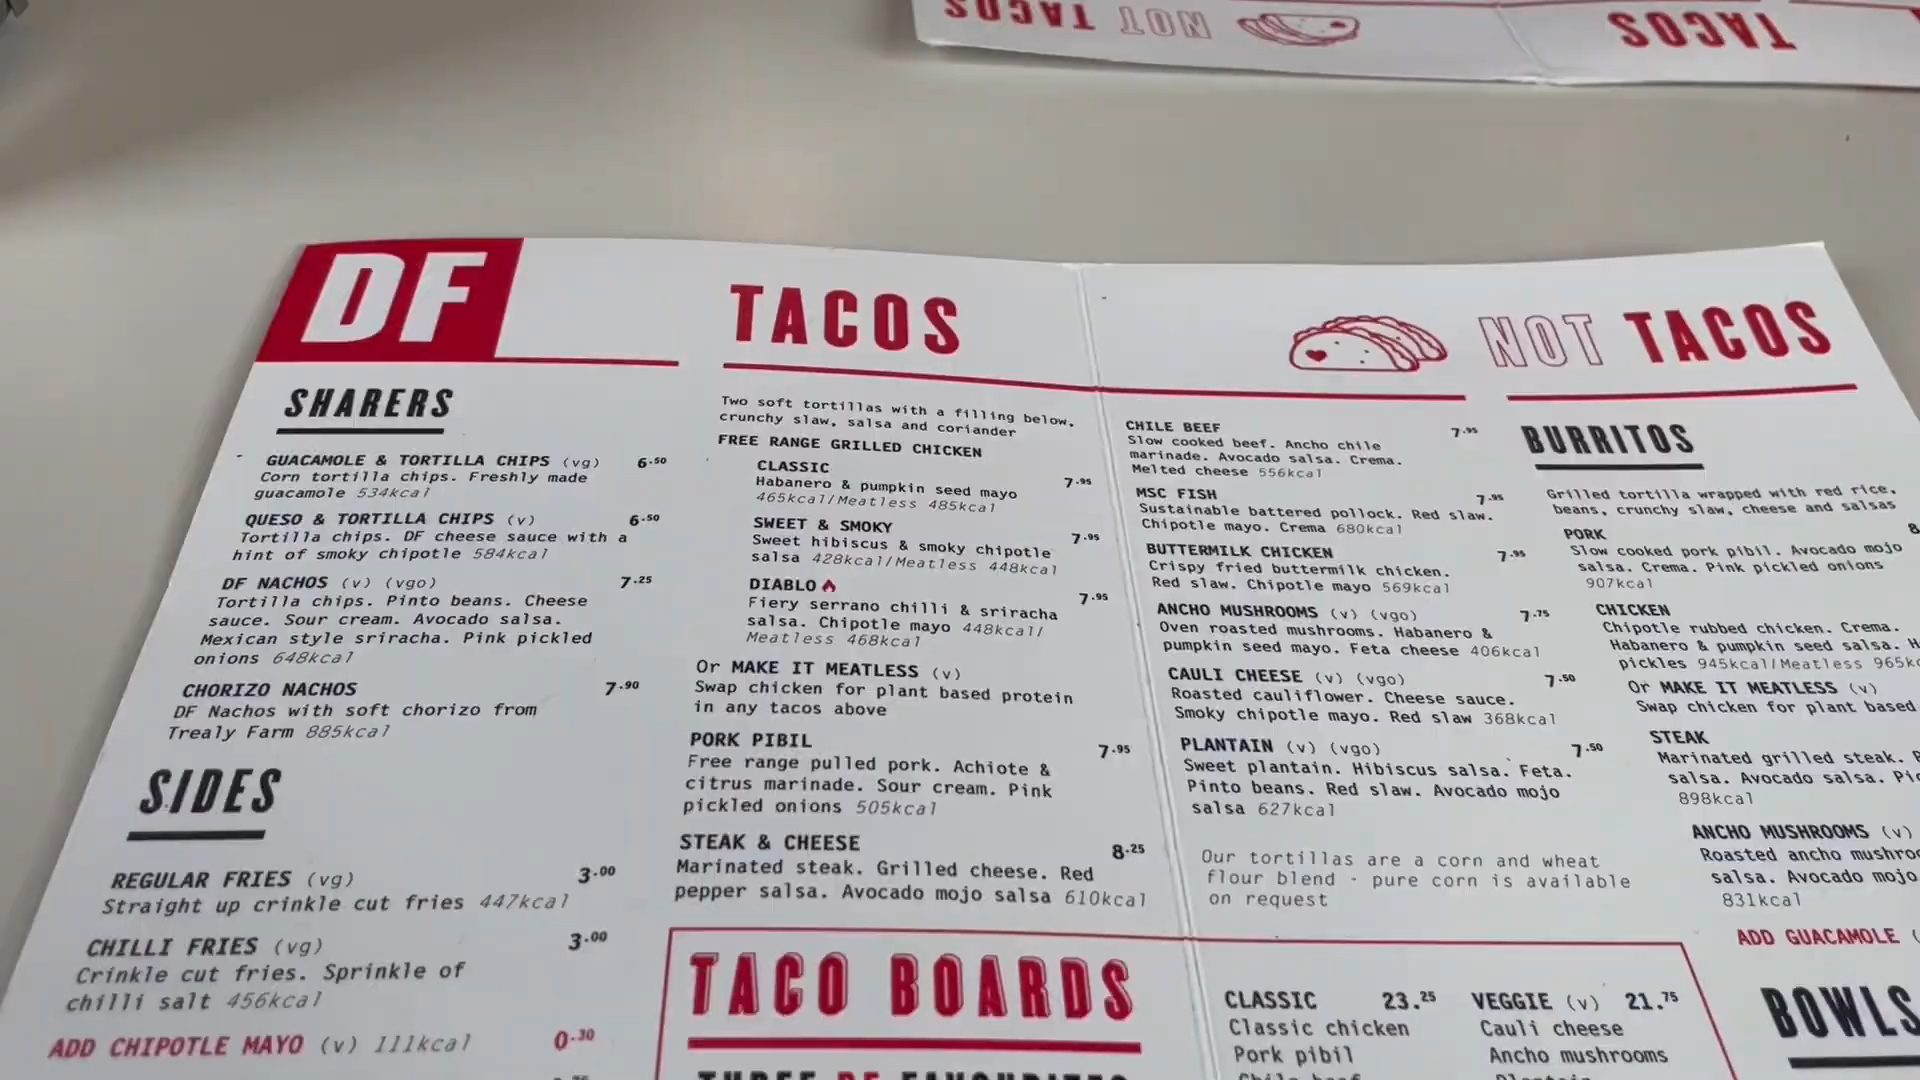 TACOS
NOT TACOS
DF
SHARERS
GUACAMOLE & TORTILLA CHIPS (vg) 6.50
Corn tortilla chips. Freshly made
guacamole 534kcal
QUESO & TORTILLA CHIPS (v) 6.50
Tortilla chips. DF cheese sauce with a
hint of smoky chipotle 584kcal
DF NACHOS (v) (vgo) 7.25
Tortilla chips. Pinto beans. Cheese
sauce. Sour cream. Avocado salsa.
Mexican style sriracha. Pink pickled
onions 648kcal
CHORIZO NACHOS 7.90
DF Nachos with soft chorizo from
Trealy Farm 885kcal
SIDES
REGULAR FRIES (vg) 3.00
Straight up crinkle cut fries 447kcal
CHILLI FRIES (vg) 3.00
Crinkle cut fries. Sprinkle of
chilli salt 456kcal
ADD CHIPOTLE MAYO (v) 111kcal 0.30
TACOS
Two soft tortillas with a filling below,
crunchy slaw, salsa and coriander
FREE RANGE GRILLED CHICKEN
CLASSIC 7.95
Habanero & pumpkin seed mayo
465kcal/Meatless 485kcal
SWEET & SMOKY 7.95
Sweet hibiscus & smoky chipotle
salsa 428kcal/Meatless 448kcal
DIABLO 7.95
Fiery serrano chilli & sriracha
salsa. Chipotle mayo 448kcal/
Meatless 468kcal
Or MAKE IT MEATLESS (v)
Swap chicken for plant based protein
in any tacos above
PORK PIBIL 7.95
Free range pulled pork. Achiote &
citrus marinade. Sour cream. Pink
pickled onions 505kcal
STEAK & CHEESE 8.25
Marinated steak. Grilled cheese. Red
pepper salsa. Avocado mojo salsa 610kcal
CHILE BEEF 7.95
Slow cooked beef. Ancho chile
marinade. Avocado salsa. Crema.
Melted cheese 556kcal
MSC FISH 7.95
Sustainable battered pollock. Red slaw.
Chipotle mayo. Crema 680kcal
BUTTERMILK CHICKEN 7.95
Crispy fried buttermilk chicken.
Red slaw. Chipotle mayo 569kcal
ANCHO MUSHROOMS (v) (vgo) 7.75
Oven roasted mushrooms. Habanero &
pumpkin seed mayo. Feta cheese 406kcal
CAULI CHEESE (v) (vgo) 7.50
Roasted cauliflower. Cheese sauce.
Smoky chipotle mayo. Red slaw 368kcal
PLANTAIN (v) (vgo) 7.50
Sweet plantain. Hibiscus salsa. Feta.
Pinto beans. Red slaw. Avocado mojo
salsa 627kcal
Our tortillas are a corn and wheat
flour blend - pure corn is available
on request
TACO BOARDS
THREE DF FAVOURITES
CLASSIC 23.25
Classic chicken
Pork pibil
Chile beef
VEGGIE (v) 21.75
Cauli cheese
Ancho mushrooms
Plantain
NOT TACOS
BURRITOS
Grilled tortilla wrapped with red rice,
beans, crunchy slaw, cheese and salsas
PORK 8
Slow cooked pork pibil. Avocado mojo
salsa. Crema. Pink pickled onions
907kcal
CHICKEN
Chipotle rubbed chicken. Crema.
Habanero & pumpkin seed salsa. H
pickles 945kcal/Meatless 965kc
Or MAKE IT MEATLESS (v)
Swap chicken for plant based
STEAK
Marinated grilled steak.
salsa. Avocado salsa.
898kcal
ANCHO MUSHROOMS (v)
Roasted ancho mushroo
salsa. Avocado mojo
831kcal
ADD GUACAMOLE (
BOWLS